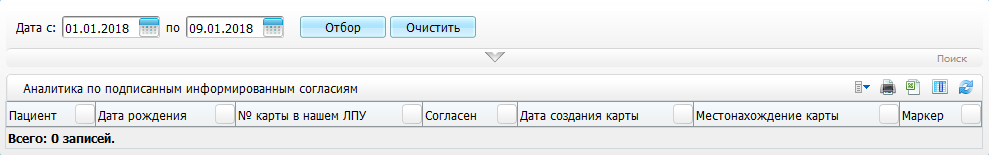 Дата с: 01.01.2018 по 09.01.2018 Отбор Очистить
Поиск
Аналитика по подписанным информированным согласиям
Пациент Дата рождения № карты в нашем ЛПУ Согласен Дата создания карты Местонахождение карты Маркер
Всего: 0 записей.